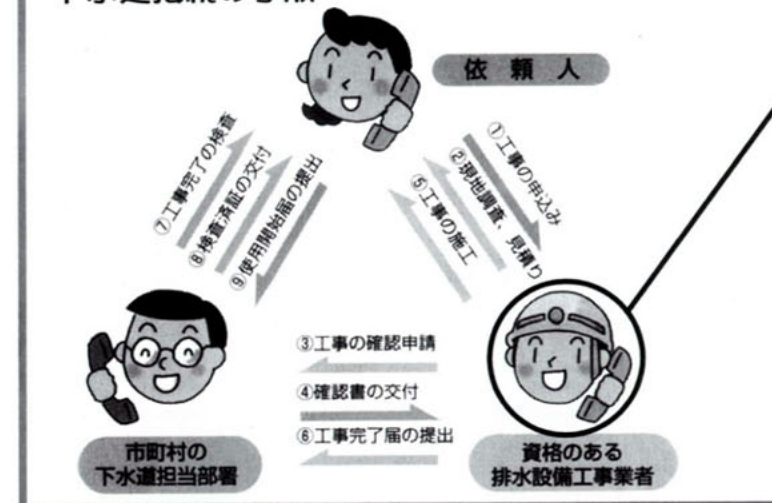 依頼人
⑦工事完了の検査
⑧検査済証の交付
⑨使用開始届の提出
①工事の申込み
②現地調査、見積り
⑤工事の施工
③工事の確認申請
④確認書の交付
⑥工事完了届の提出
市町村の
下水道担当部署
資格のある
排水設備工事業者